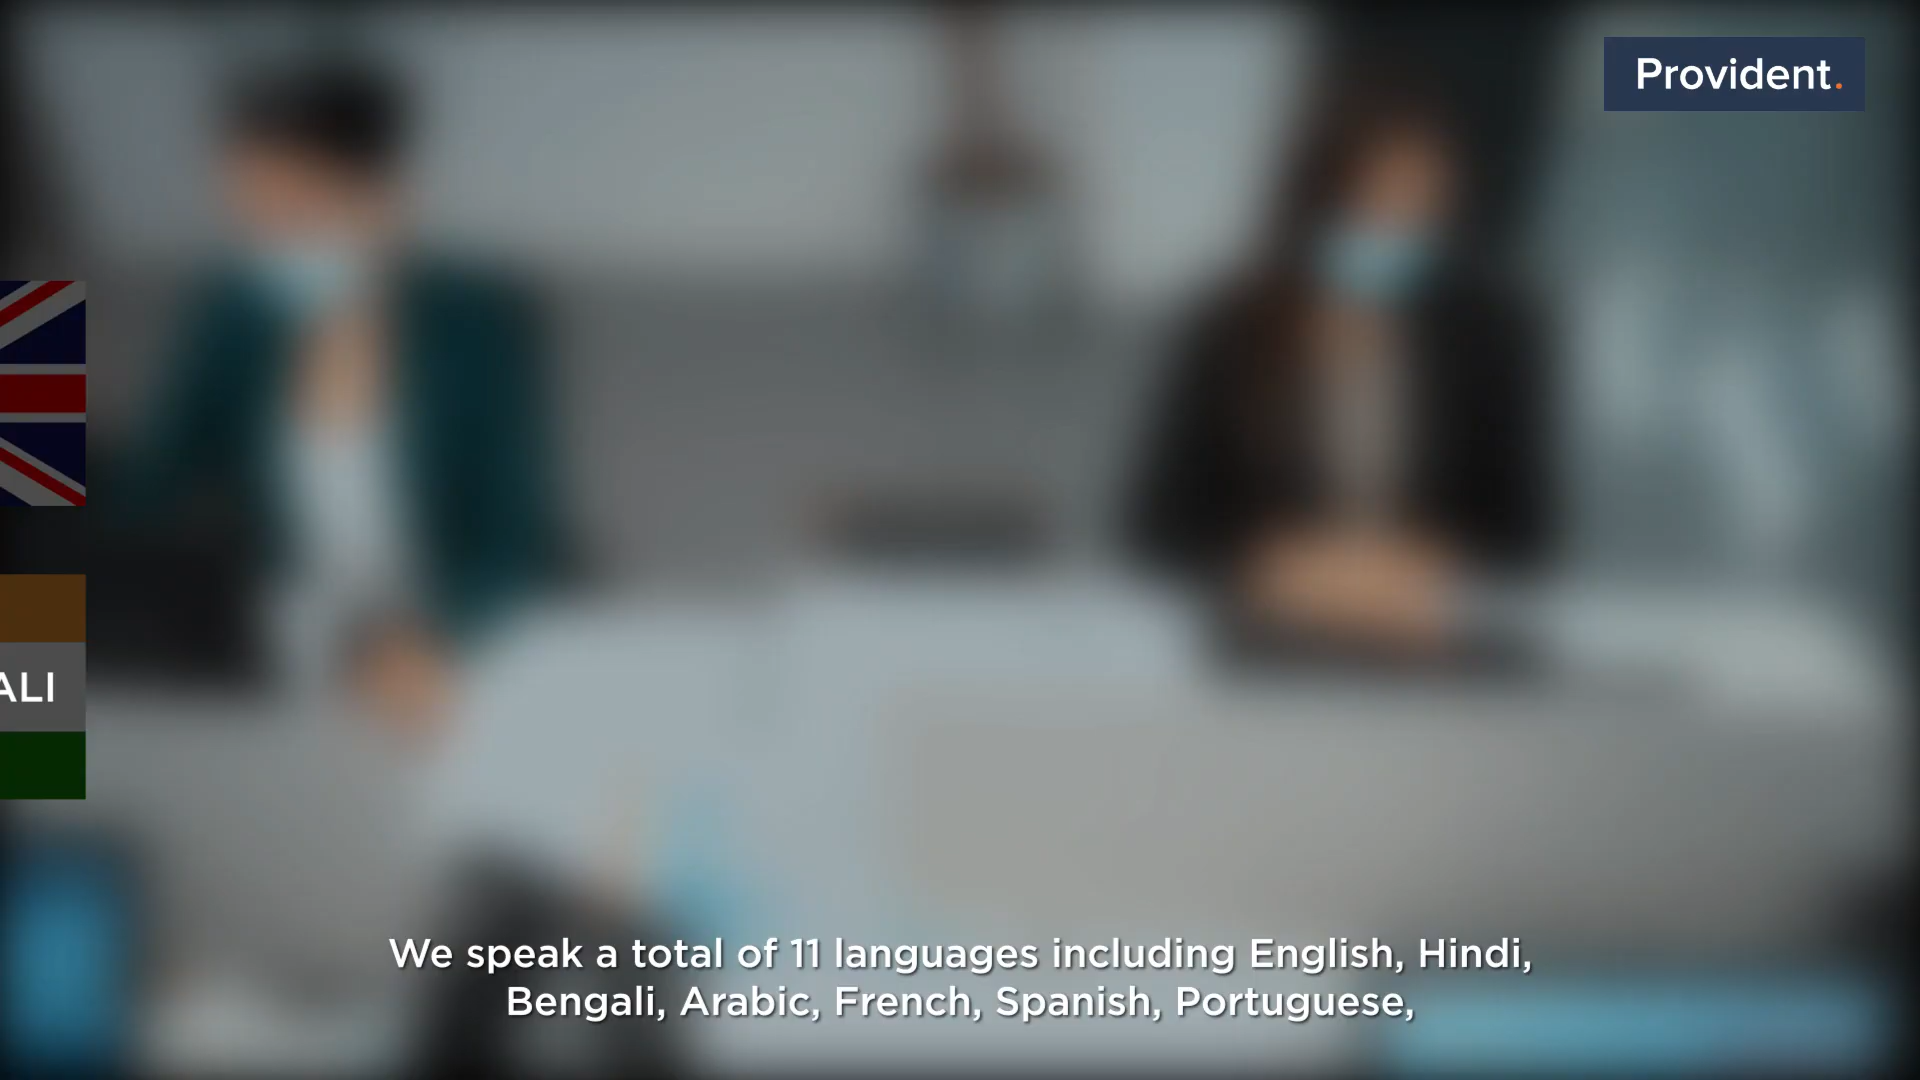 Provident.
ALI
We speak a total of 11 languages including English, Hindi,
Bengali, Arabic, French, Spanish, Portuguese,